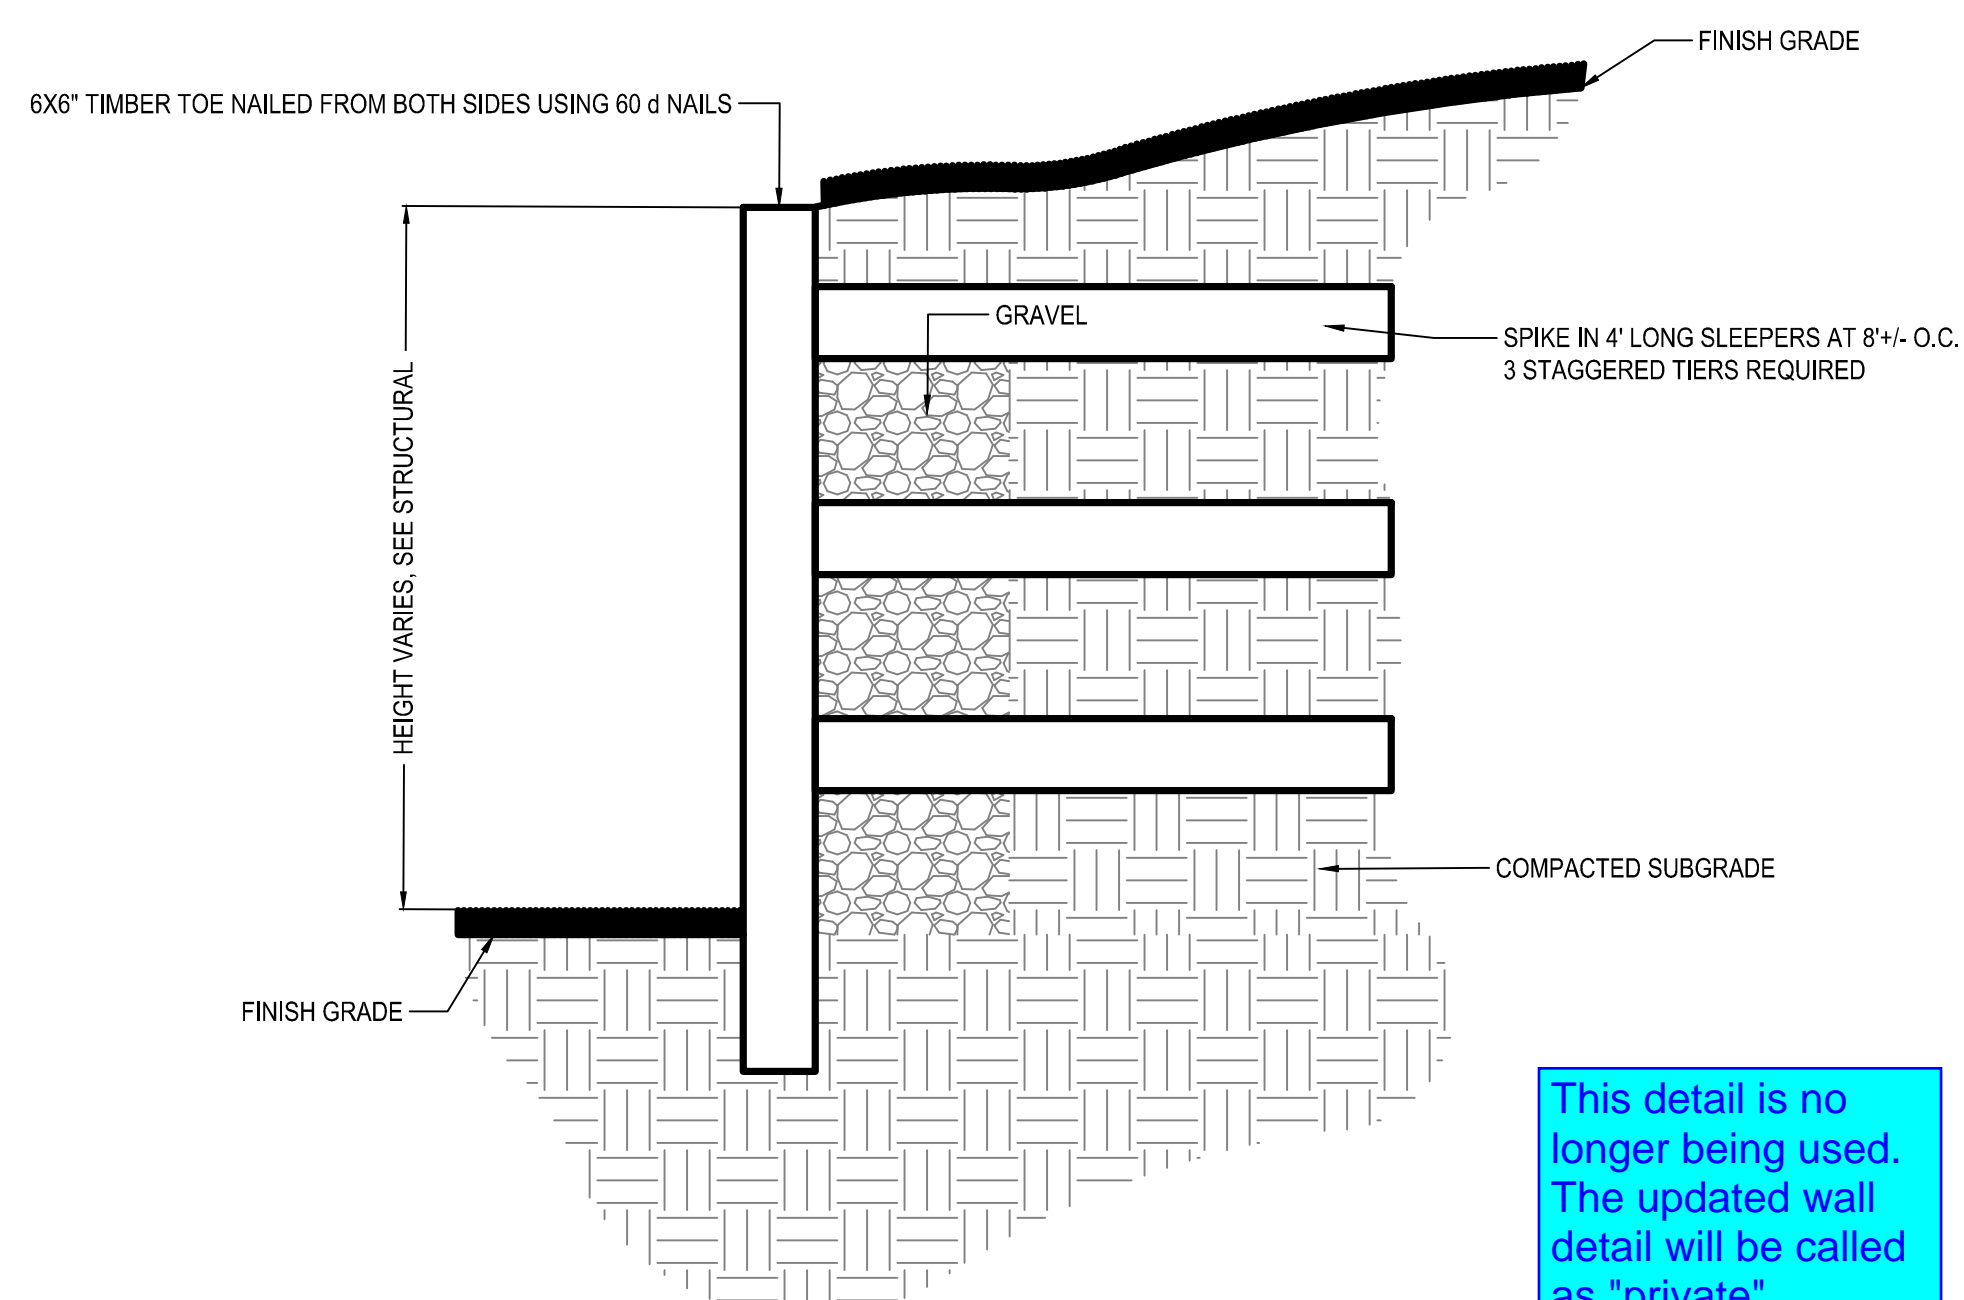 FINISH GRADE
6X6" TIMBER TOE NAILED FROM BOTH SIDES USING 60 d NAILS
GRAVEL
SPIKE IN 4' LONG SLEEPERS AT 8'+/- O.C.
3 STAGGERED TIERS REQUIRED
HEIGHT VARIES, SEE STRUCTURAL
COMPACTED SUBGRADE
FINISH GRADE
This detail is no
longer being used.
The updated wall
detail will be called
as "private"